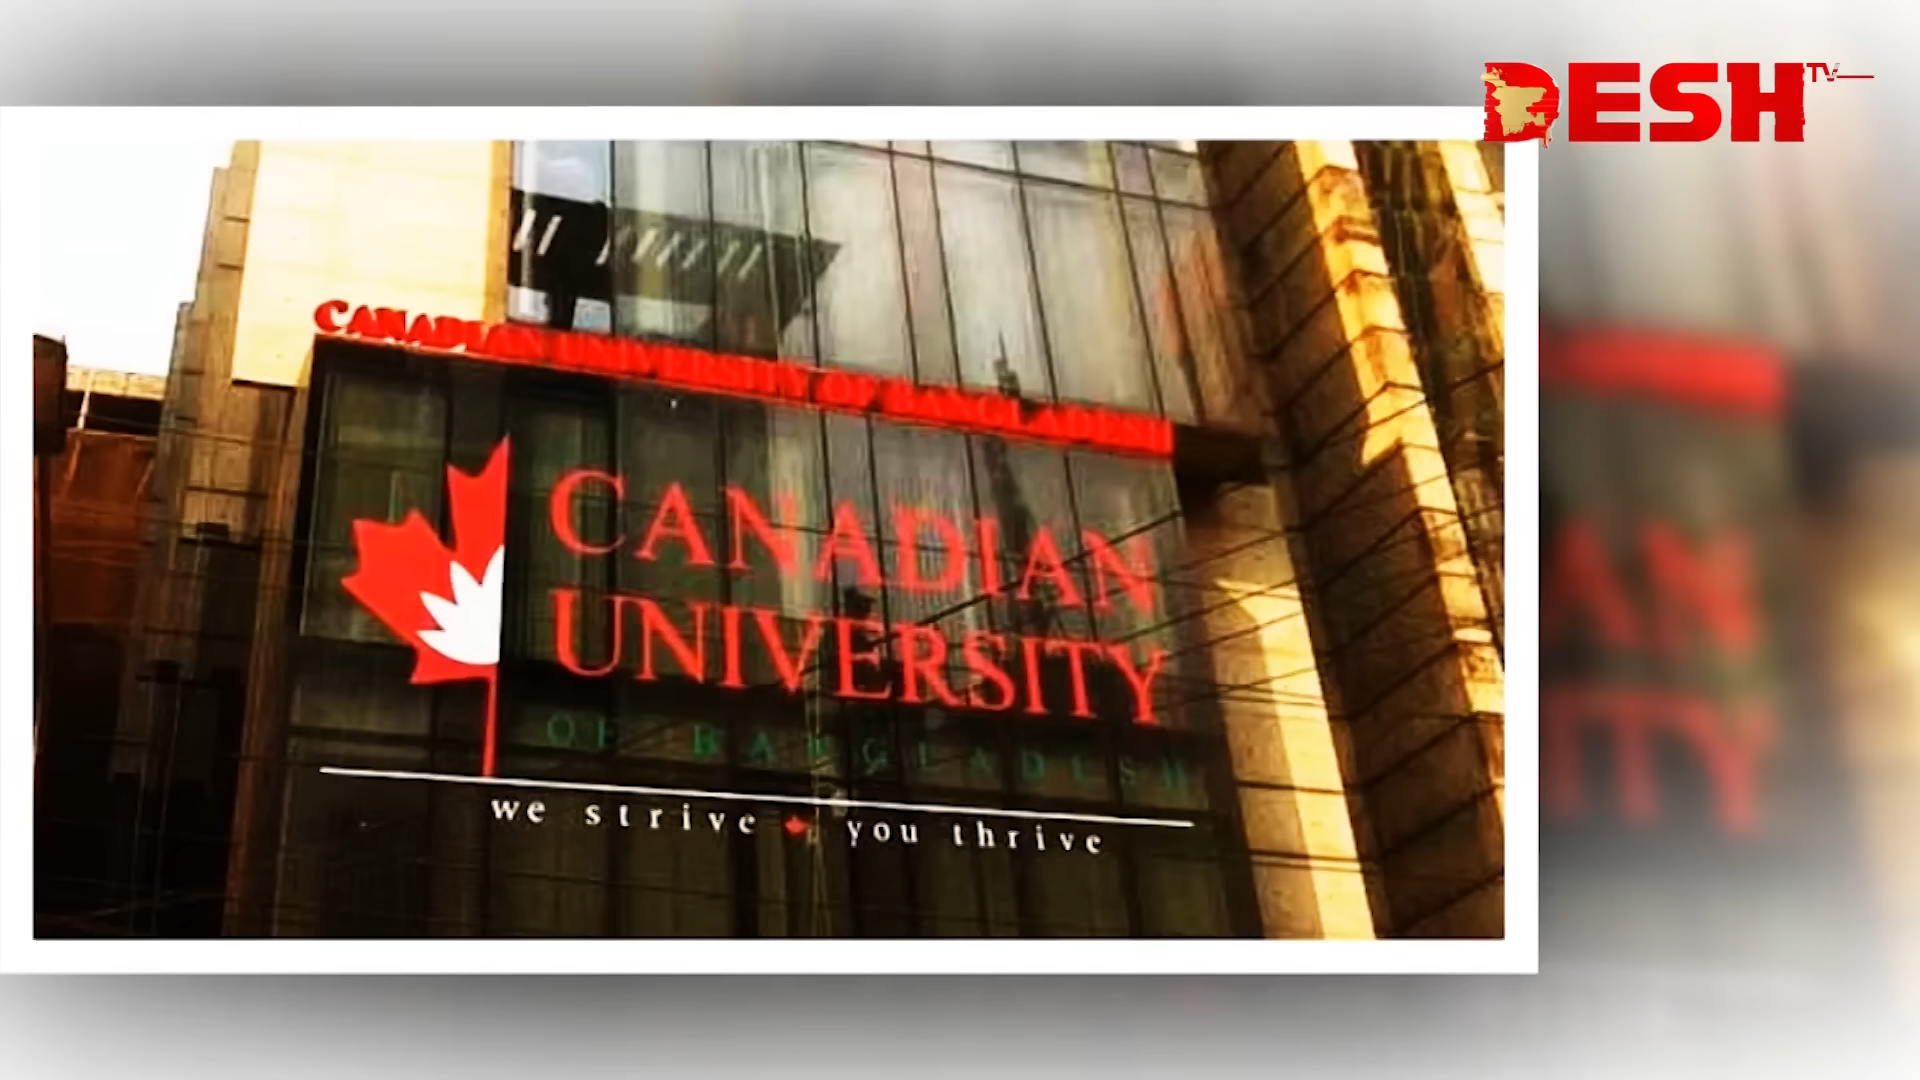 DESH TV
CANADIAN UNIVERSITY OF BANGLADESH
CANADIAN
UNIVERSITY
OF BANGLADESH
we strive you thrive